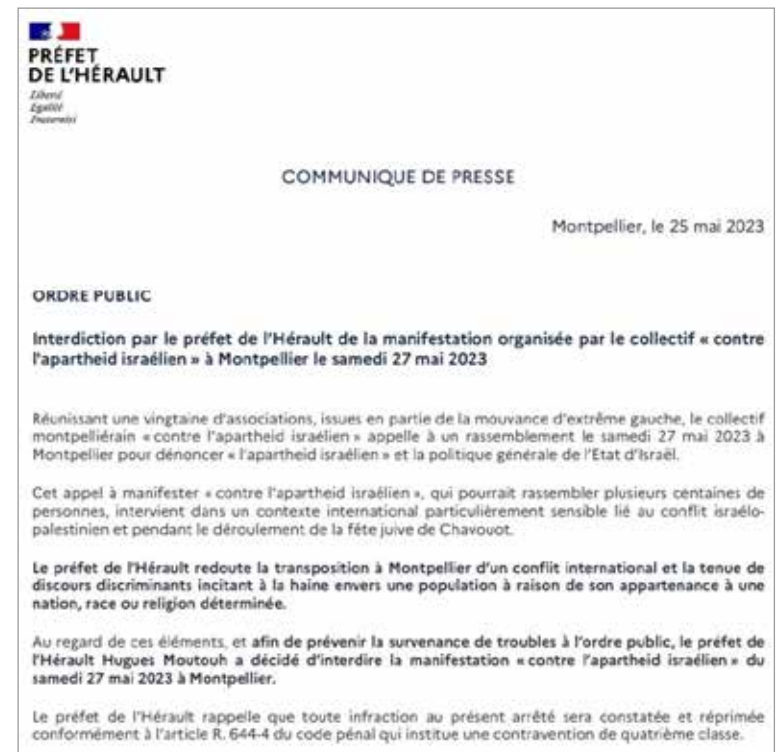 PRÉFET
DE L'HÉRAULT
Liberté
Égalité
Fraternité
COMMUNIQUE DE PRESSE
Montpellier, le 25 mai 2023
ORDRE PUBLIC
Interdiction par le préfet de l'Hérault de la manifestation organisée par le collectif « contre
l'apartheid israélien » à Montpellier le samedi 27 mai 2023
Réunissant une vingtaine d'associations, issues en partie de la mouvance d'extrême gauche, le collectif
montpelliérain « contre l'apartheid israélien » appelle à un rassemblement le samedi 27 mai 2023 à
Montpellier pour dénoncer « l'apartheid israélien » et la politique générale de l'Etat d'Israël.
Cet appel à manifester « contre l'apartheid israélien », qui pourrait rassembler plusieurs centaines de
personnes, intervient dans un contexte international particulièrement sensible lié au conflit israélo-
palestinien et pendant le déroulement de la fête juive de Chavouot.
Le préfet de l'Hérault redoute la transposition à Montpellier d'un conflit international et la tenue de
discours discriminants incitant à la haine envers une population à raison de son appartenance à une
nation, race ou religion déterminée.
Au regard de ces éléments, et afin de prévenir la survenance de troubles à l'ordre public, le préfet de
l'Hérault Hugues Moutouh a décidé d'interdire la manifestation « contre l'apartheid israélien » du
samedi 27 mai 2023 à Montpellier.
Le préfet de l'Hérault rappelle que toute infraction au présent arrêté sera constatée et réprimée
conformément à l'article R. 644-4 du code pénal qui institue une contravention de quatrième classe.